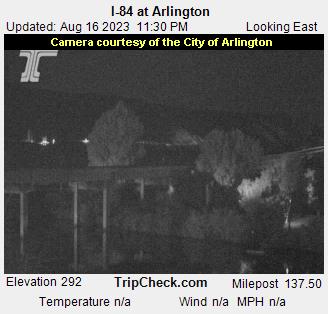 I-84 at Arlington
Updated: Aug 16 2023 11:30 PM Looking East
Camera courtesy of the City of Arlington
Elevation 292 TripCheck.com Milepost 137.50
Temperature n/a Wind n/a MPH n/a